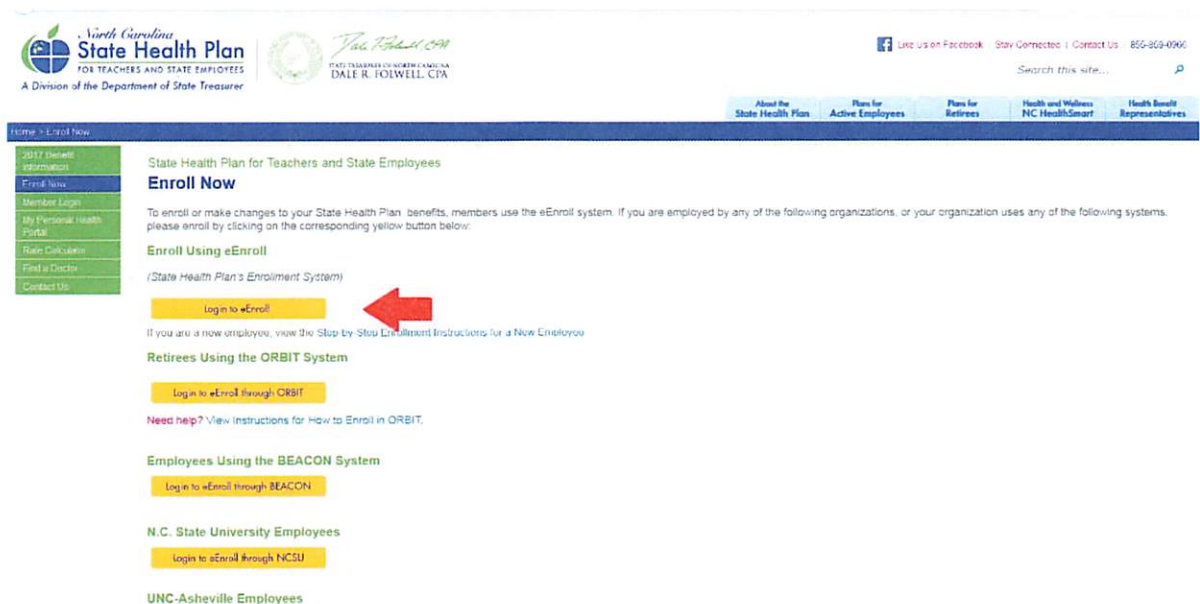 North Carolina
State Health Plan
FOR TEACHERS AND STATE EMPLOYEES
A Division of the Department of State Treasurer
STATE TREASURER OF NORTH CAROLINA
DALE R. FOLWELL, CPA
Like Us on Facebook Stay Connected | Contact Us 855-859-0966
Search this site...
About the State Health Plan
Plans for Active Employees
Plans for Retirees
Health and Wellness NC HealthSmart
Health Benefit Representatives
Home > Enroll Now
2017 Benefit Information
Enroll Now
Member Login
My Personal Health Portal
Rate Calculator
Find a Doctor
Contact Us
State Health Plan for Teachers and State Employees
Enroll Now
To enroll or make changes to your State Health Plan benefits, members use the eEnroll system. If you are employed by any of the following organizations, or your organization uses any of the following systems,
please enroll by clicking on the corresponding yellow button below:
Enroll Using eEnroll
(State Health Plan's Enrollment System)
Login to eEnroll
If you are a new employee, view the Step-by-Step Enrollment Instructions for a New Employee
Retirees Using the ORBIT System
Login to eEnroll through ORBIT
Need help? View Instructions for How to Enroll in ORBIT.
Employees Using the BEACON System
Login to eEnroll through BEACON
N.C. State University Employees
Login to eEnroll through NCSU
UNC-Asheville Employees